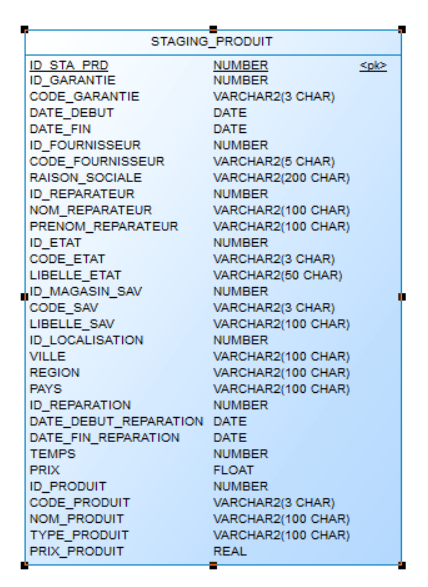 STAGING_PRODUIT
ID_STA_PRD NUMBER <pk>
ID_GARANTIE NUMBER
CODE_GARANTIE VARCHAR2(3 CHAR)
DATE_DEBUT DATE
DATE_FIN DATE
ID_FOURNISSEUR NUMBER
CODE_FOURNISSEUR VARCHAR2(5 CHAR)
RAISON_SOCIALE VARCHAR2(200 CHAR)
ID_REPARATEUR NUMBER
NOM_REPARATEUR VARCHAR2(100 CHAR)
PRENOM_REPARATEUR VARCHAR2(100 CHAR)
ID_ETAT NUMBER
CODE_ETAT VARCHAR2(3 CHAR)
LIBELLE_ETAT VARCHAR2(50 CHAR)
ID_MAGASIN_SAV NUMBER
CODE_SAV VARCHAR2(3 CHAR)
LIBELLE_SAV VARCHAR2(100 CHAR)
ID_LOCALISATION NUMBER
VILLE VARCHAR2(100 CHAR)
REGION VARCHAR2(100 CHAR)
PAYS VARCHAR2(100 CHAR)
ID_REPARATION NUMBER
DATE_DEBUT_REPARATION DATE
DATE_FIN_REPARATION DATE
TEMPS NUMBER
PRIX FLOAT
ID_PRODUIT NUMBER
CODE_PRODUIT VARCHAR2(3 CHAR)
NOM_PRODUIT VARCHAR2(100 CHAR)
TYPE_PRODUIT VARCHAR2(100 CHAR)
PRIX_PRODUIT REAL